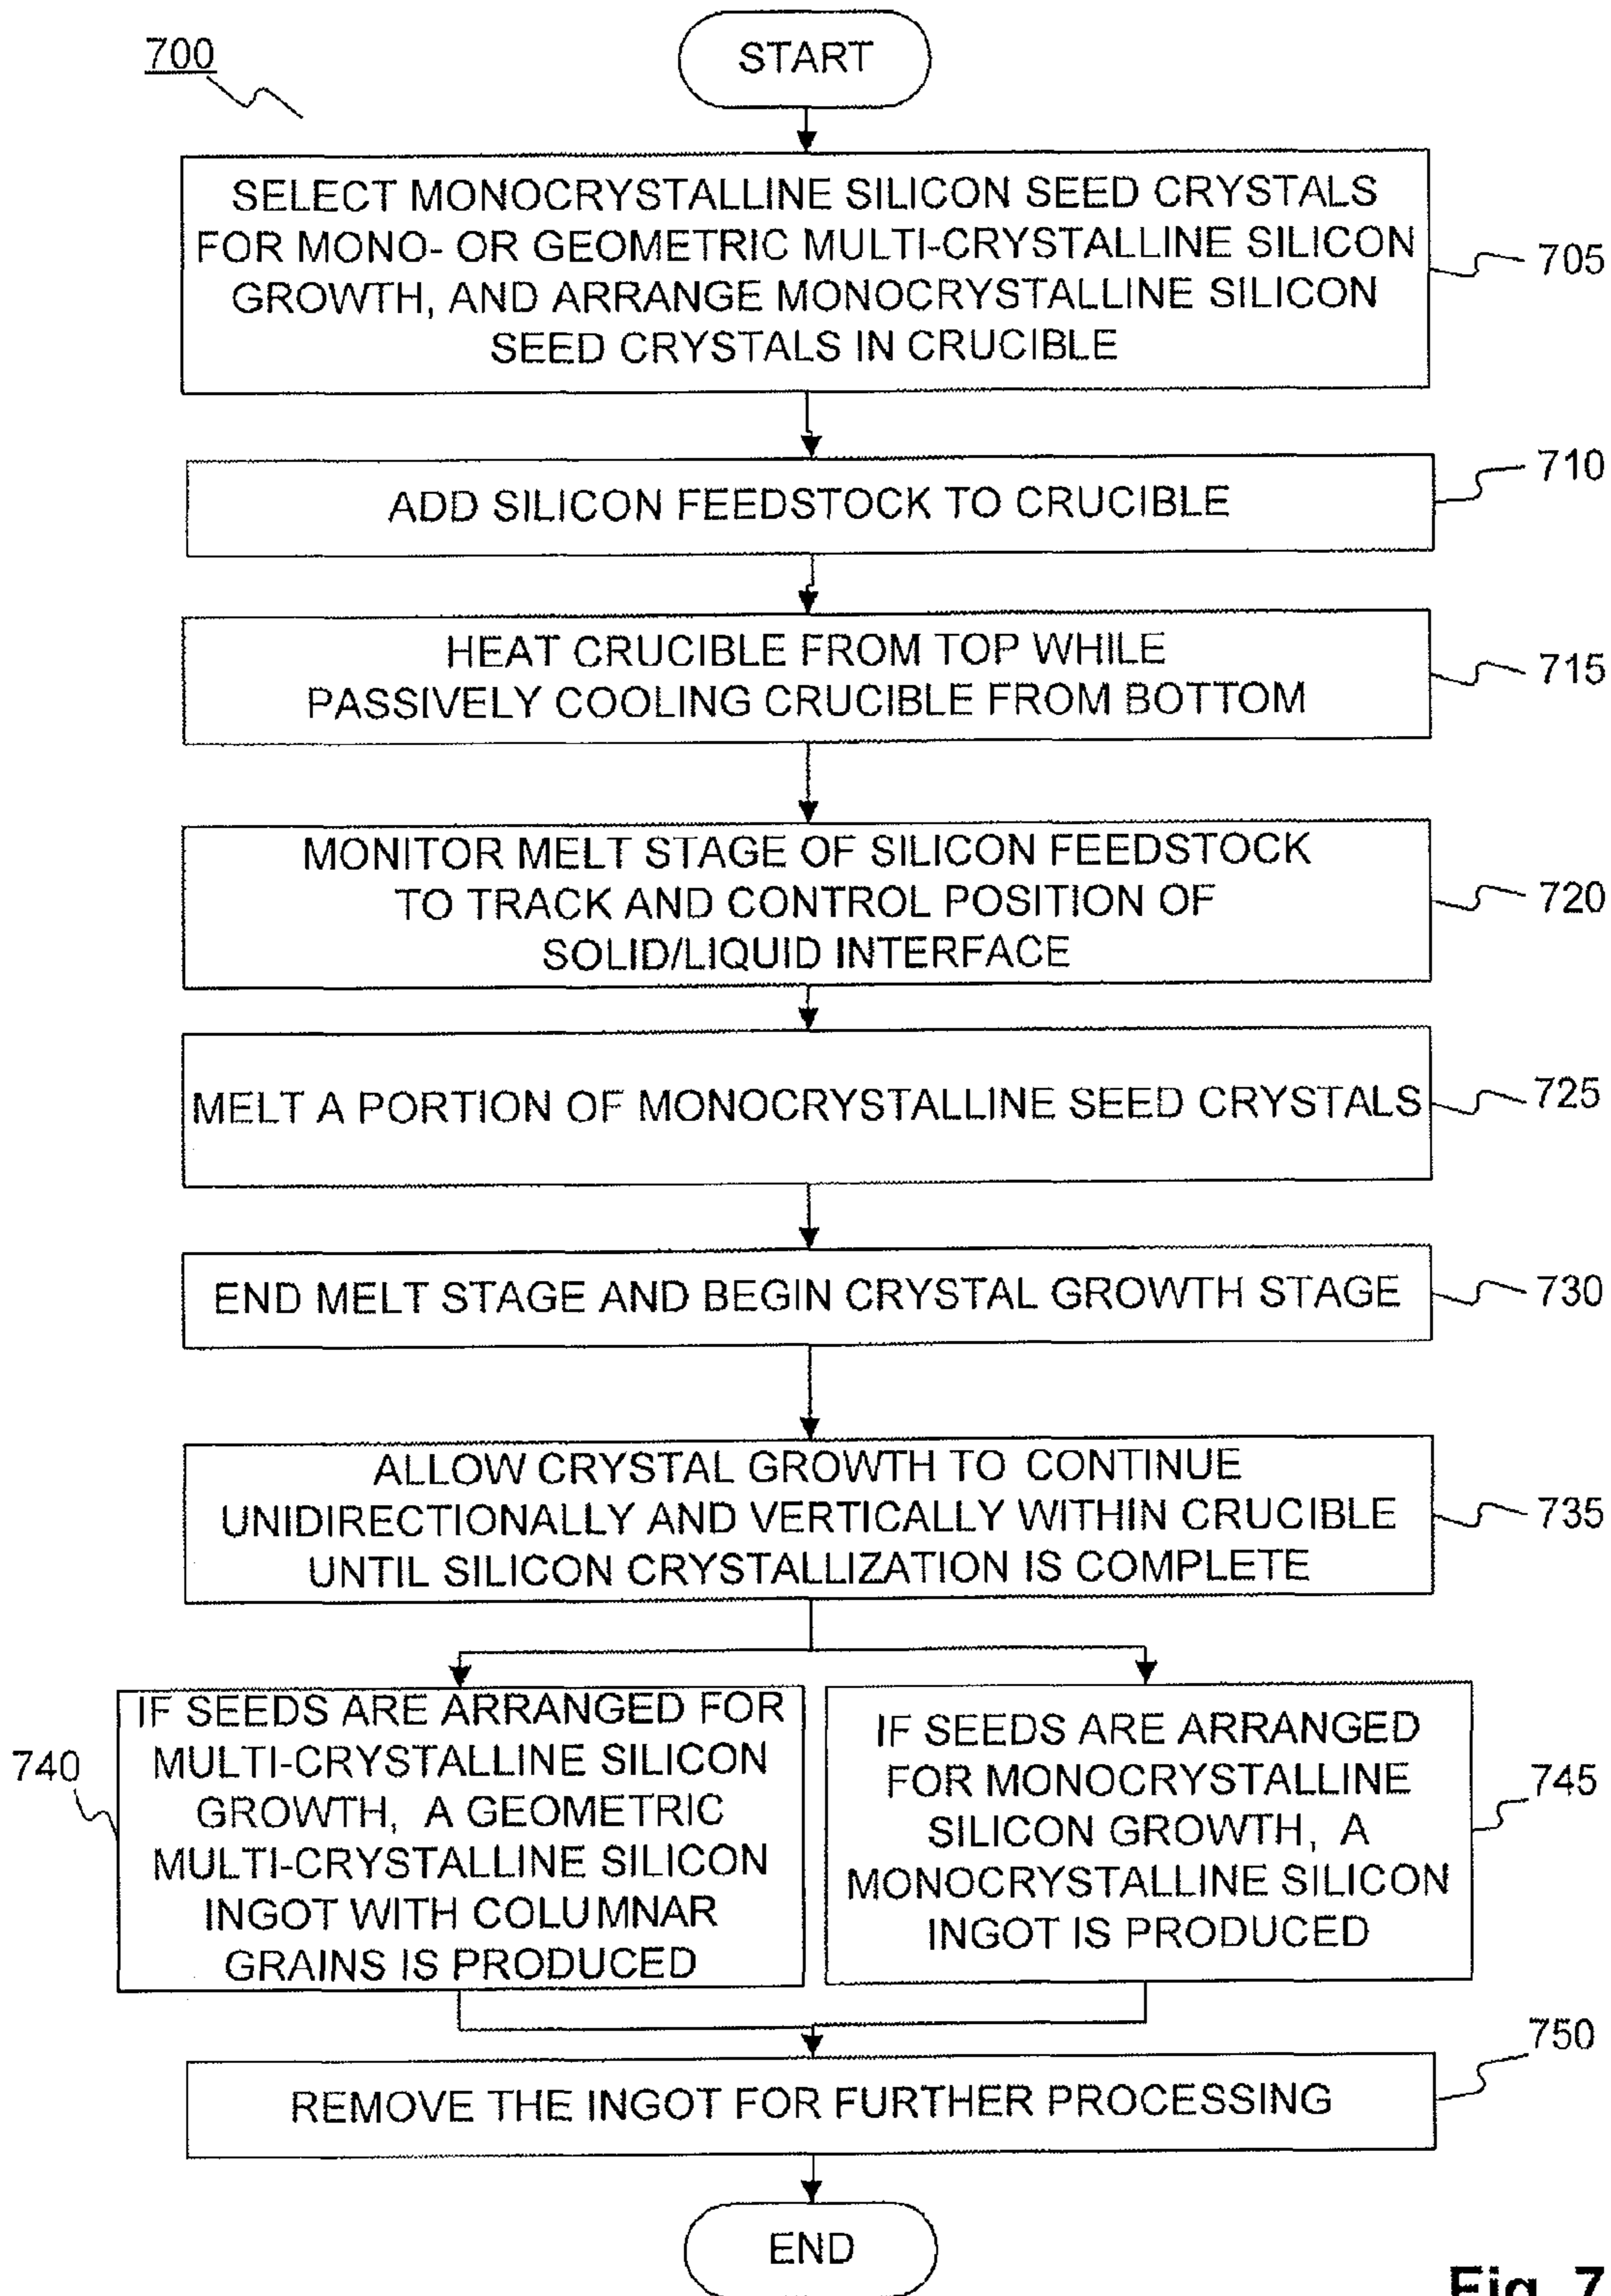 700
START
SELECT MONOCRYSTALLINE SILICON SEED CRYSTALS
FOR MONO- OR GEOMETRIC MULTI-CRYSTALLINE SILICON
GROWTH, AND ARRANGE MONOCRYSTALLINE SILICON
SEED CRYSTALS IN CRUCIBLE
705
ADD SILICON FEEDSTOCK TO CRUCIBLE
710
HEAT CRUCIBLE FROM TOP WHILE
PASSIVELY COOLING CRUCIBLE FROM BOTTOM
715
MONITOR MELT STAGE OF SILICON FEEDSTOCK
TO TRACK AND CONTROL POSITION OF
SOLID/LIQUID INTERFACE
720
MELT A PORTION OF MONOCRYSTALLINE SEED CRYSTALS
725
END MELT STAGE AND BEGIN CRYSTAL GROWTH STAGE
730
ALLOW CRYSTAL GROWTH TO CONTINUE
UNIDIRECTIONALLY AND VERTICALLY WITHIN CRUCIBLE
UNTIL SILICON CRYSTALLIZATION IS COMPLETE
735
740
IF SEEDS ARE ARRANGED FOR
MULTI-CRYSTALLINE SILICON
GROWTH, A GEOMETRIC
MULTI-CRYSTALLINE SILICON
INGOT WITH COLUMNAR
GRAINS IS PRODUCED
IF SEEDS ARE ARRANGED
FOR MONOCRYSTALLINE
SILICON GROWTH, A
MONOCRYSTALLINE SILICON
INGOT IS PRODUCED
745
REMOVE THE INGOT FOR FURTHER PROCESSING
750
END
Fig. 7